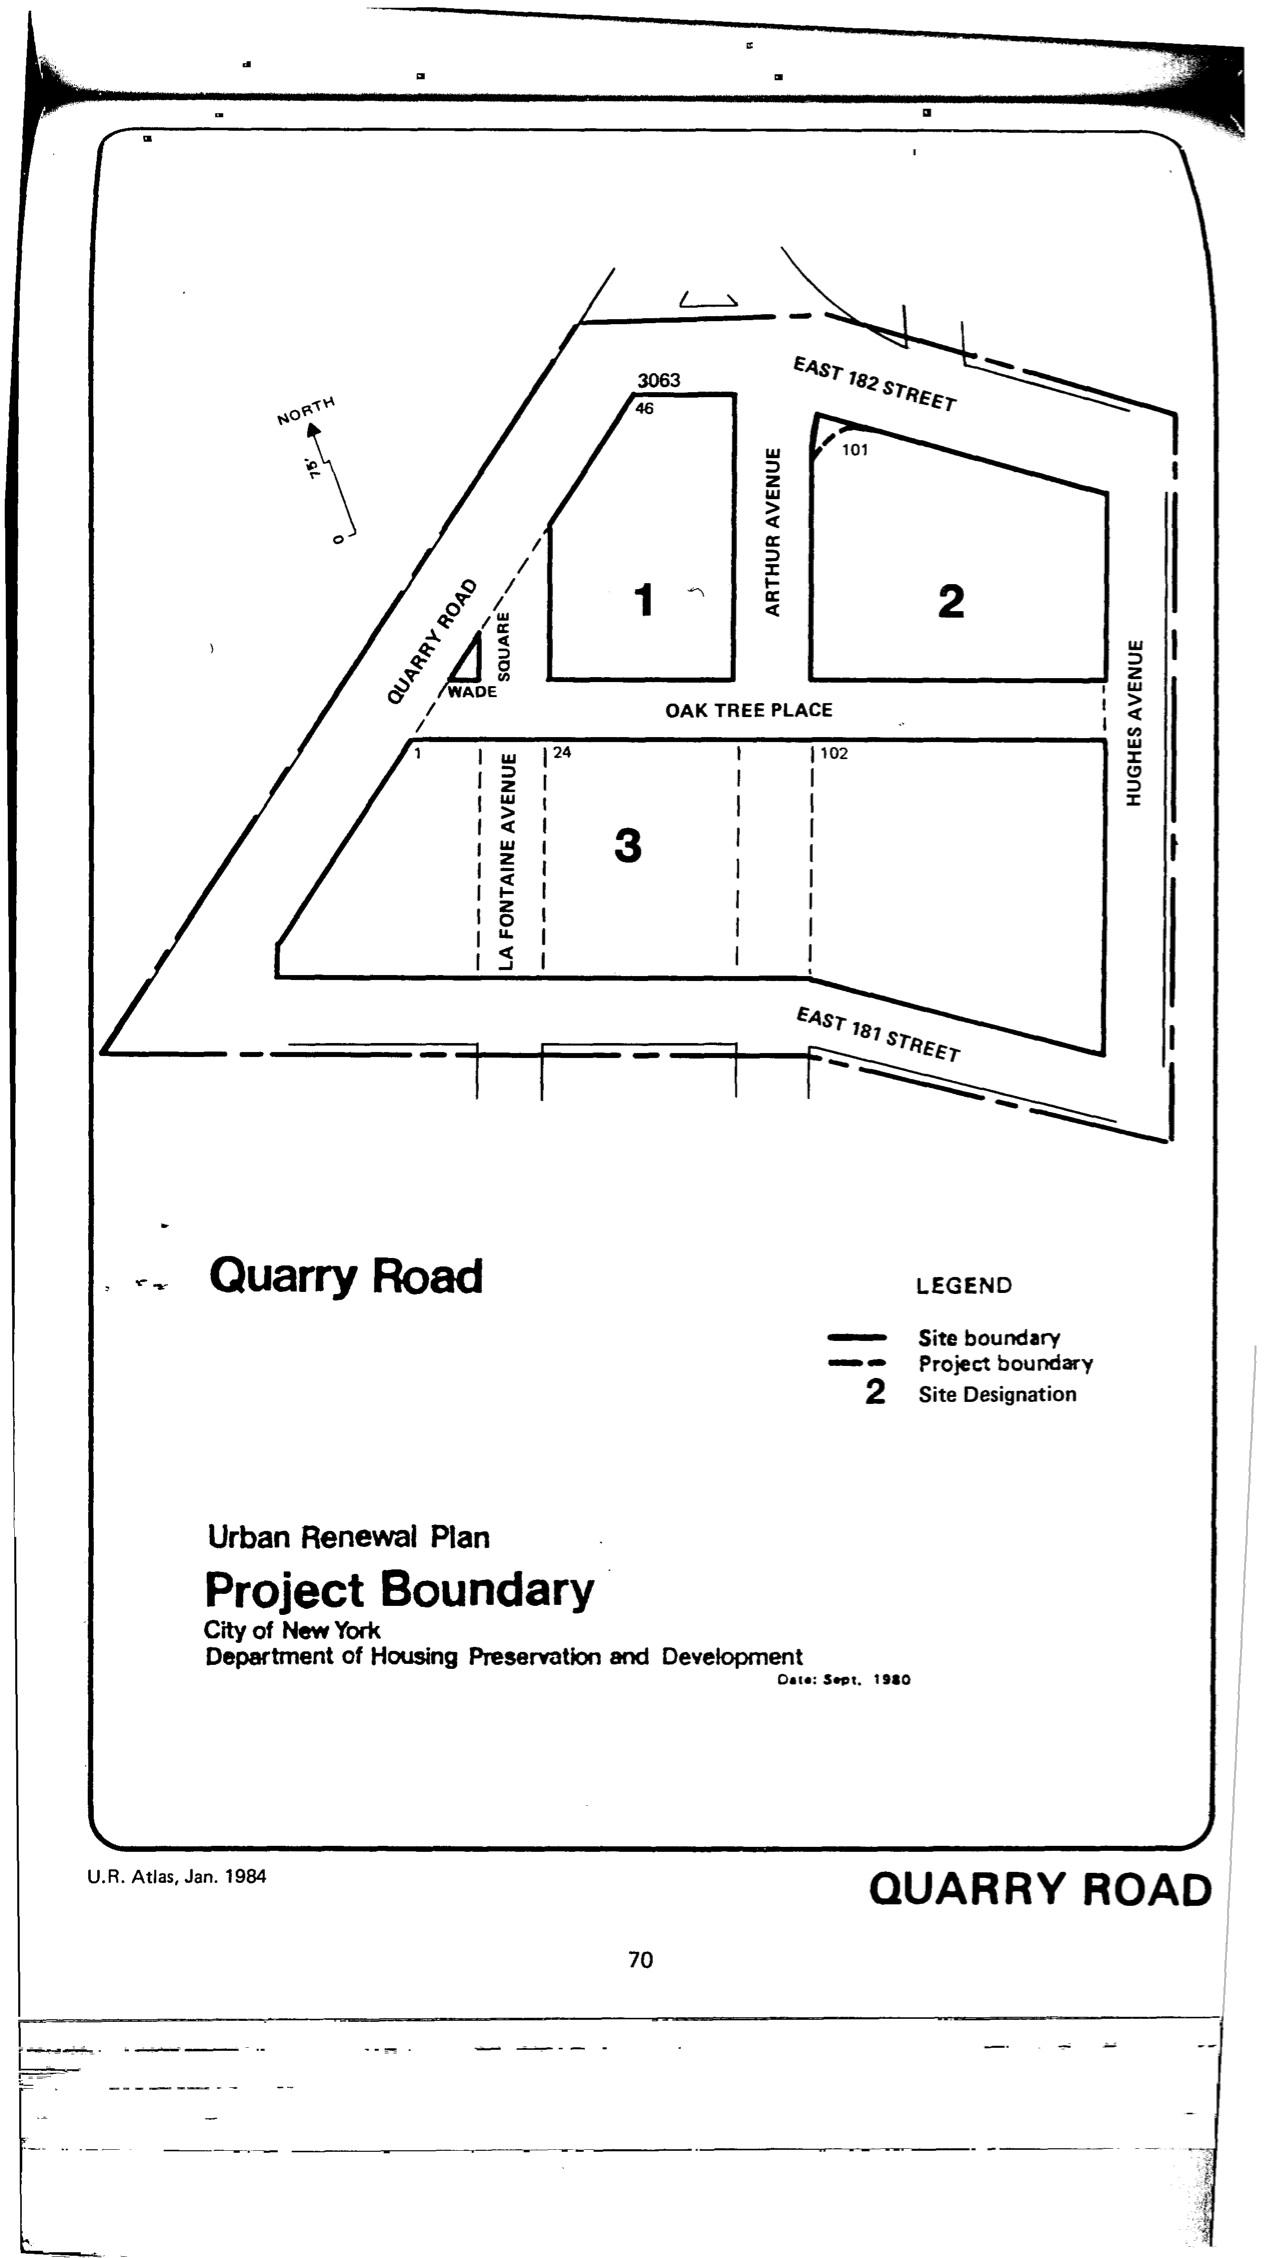 EAST 182 STREET
3063
46
NORTH
75'
0
101
ARTHUR AVENUE
1
2
QUARRY ROAD
SQUARE
WADE
OAK TREE PLACE
HUGHES AVENUE
1
24
102
LA FONTAINE AVENUE
3
EAST 181 STREET
Quarry Road
LEGEND
Site boundary
Project boundary
2 Site Designation
Urban Renewal Plan
Project Boundary
City of New York
Department of Housing Preservation and Development
Date: Sept. 1980
U.R. Atlas, Jan. 1984
QUARRY ROAD
70